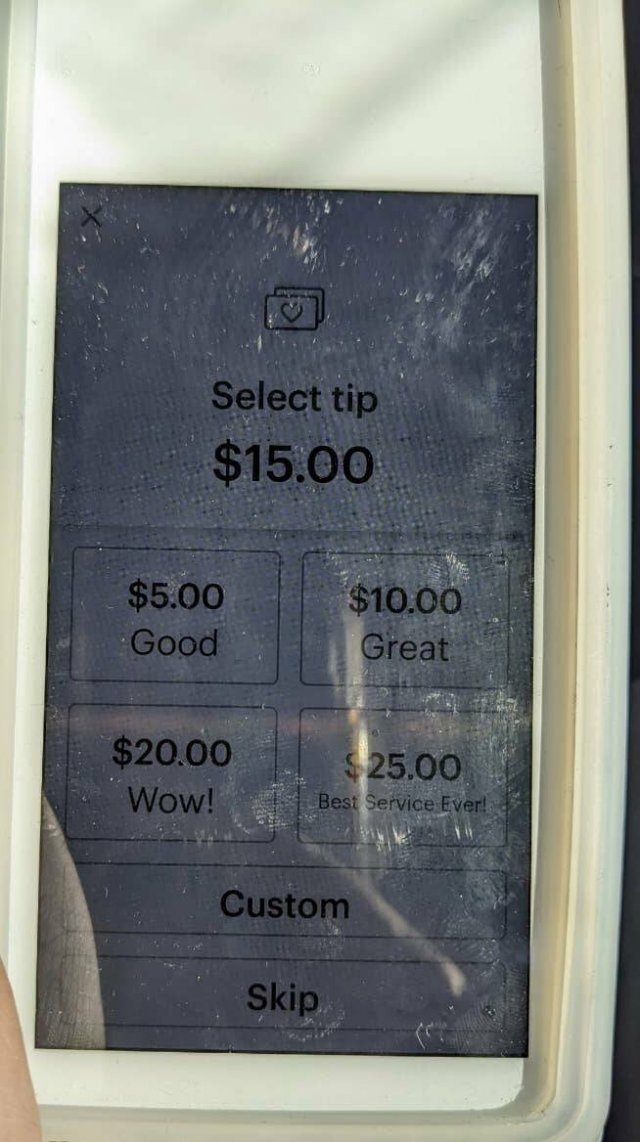 Select tip
$15.00
$5.00
Good
$10.00
Great
$20.00
Wow!
$25.00
Best Service Ever!
Custom
Skip